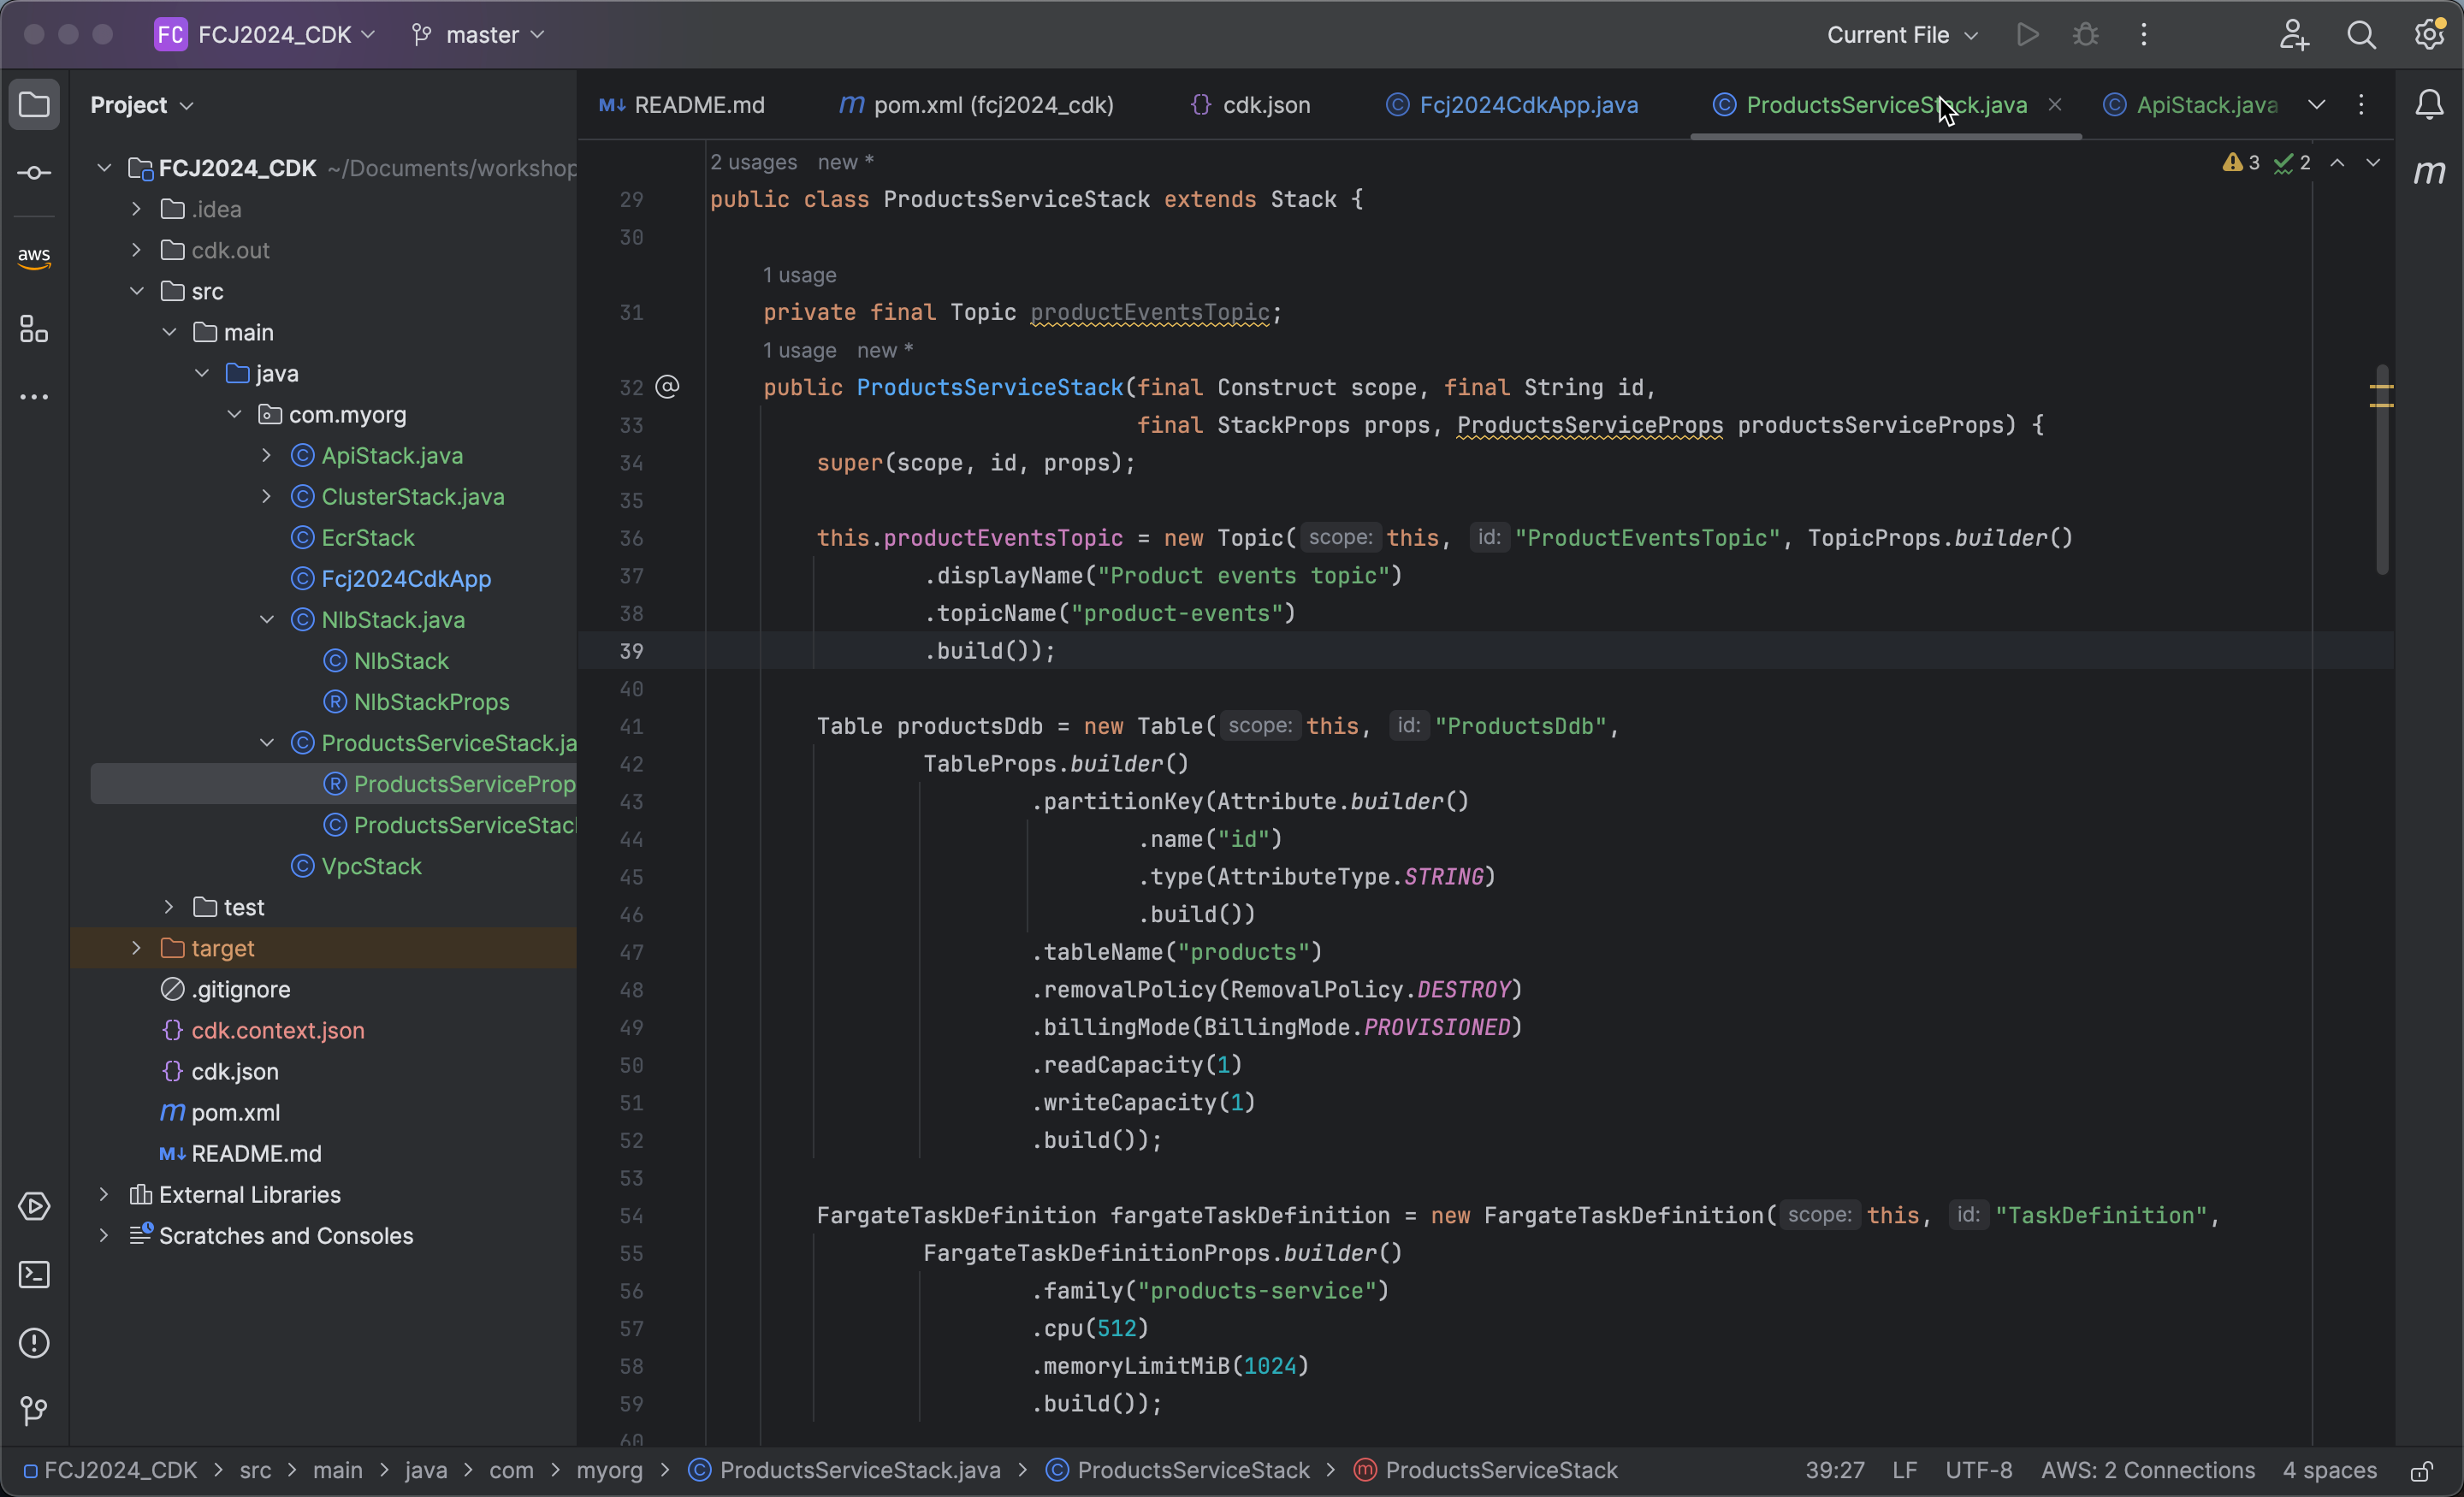 FC FCJ2024_CDK master Current File
Project
README.md pom.xml (fcj2024_cdk) cdk.json Fcj2024CdkApp.java ProductsServiceStack.java ApiStack.java
FCJ2024_CDK ~/Documents/workshop
.idea
cdk.out
src
main
java
com.myorg
ApiStack.java
ClusterStack.java
EcrStack
Fcj2024CdkApp
NlbStack.java
NlbStack
NlbStackProps
ProductsServiceStack.ja
ProductsServiceProp
ProductsServiceStac
VpcStack
test
target
.gitignore
cdk.context.json
cdk.json
pom.xml
README.md
External Libraries
Scratches and Consoles
aws
2 usages new *
3 2
29 public class ProductsServiceStack extends Stack {
30
1 usage
31 private final Topic productEventsTopic;
1 usage new *
32 public ProductsServiceStack(final Construct scope, final String id,
33 final StackProps props, ProductsServiceProps productsServiceProps) {
34 super(scope, id, props);
35
36 this.productEventsTopic = new Topic( scope: this, id: "ProductEventsTopic", TopicProps.builder()
37 .displayName("Product events topic")
38 .topicName("product-events")
39 .build());
40
41 Table productsDdb = new Table( scope: this, id: "ProductsDdb",
42 TableProps.builder()
43 .partitionKey(Attribute.builder()
44 .name("id")
45 .type(AttributeType.STRING)
46 .build())
47 .tableName("products")
48 .removalPolicy(RemovalPolicy.DESTROY)
49 .billingMode(BillingMode.PROVISIONED)
50 .readCapacity(1)
51 .writeCapacity(1)
52 .build());
53
54 FargateTaskDefinition fargateTaskDefinition = new FargateTaskDefinition( scope: this, id: "TaskDefinition",
55 FargateTaskDefinitionProps.builder()
56 .family("products-service")
57 .cpu(512)
58 .memoryLimitMiB(1024)
59 .build());
60
FCJ2024_CDK > src > main > java > com > myorg > ProductsServiceStack.java > ProductsServiceStack > ProductsServiceStack 39:27 LF UTF-8 AWS: 2 Connections 4 spaces